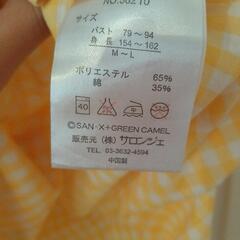 NO.58210
サイズ
バスト 79～94
身長 154～162
M～L
ポリエステル 65%
綿 35%
40
©SAN-X+GREEN CAMEL
販売元(株)サロンジェ
TEL 03-3632-4594
中国製